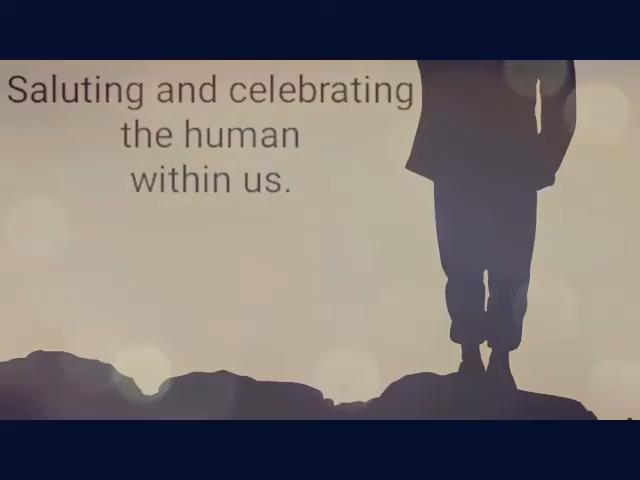 Saluting and celebrating
the human
within us.